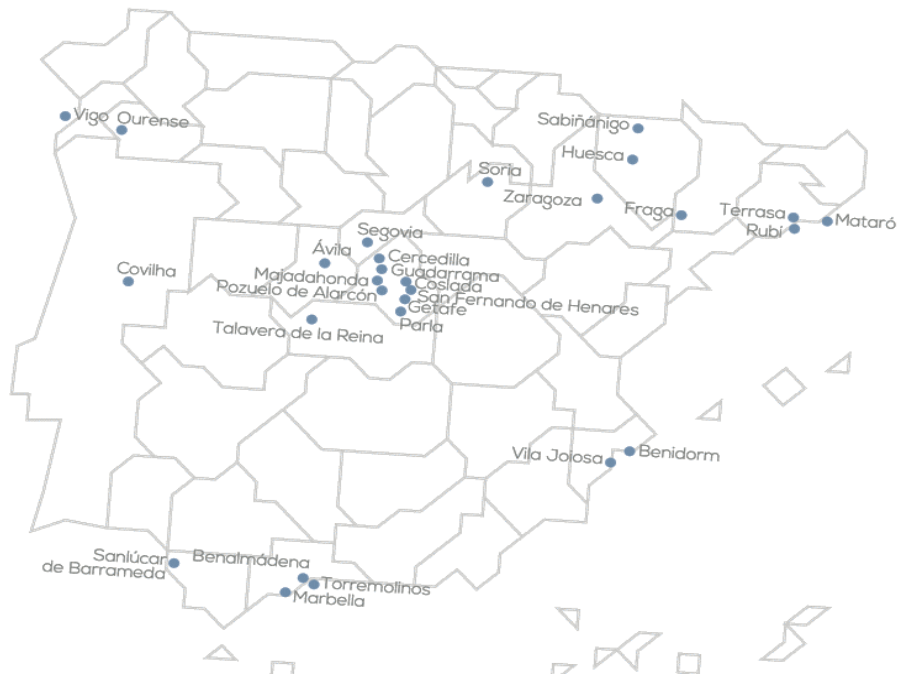 Vigo
Ourense
Sabiñánigo
Huesca
Soria
Zaragoza
Fraga
Terrasa
Mataró
Rubí
Segovia
Ávila
Cercedilla
Guadarrama
Covilha
Majadahonda
Coslada
Pozuelo de Alarcón
San Fernando de Henares
Getafe
Parla
Talavera de la Reina
Vila Joiosa
Benidorm
Sanlúcar
de Barrameda
Benalmádena
Torremolinos
Marbella